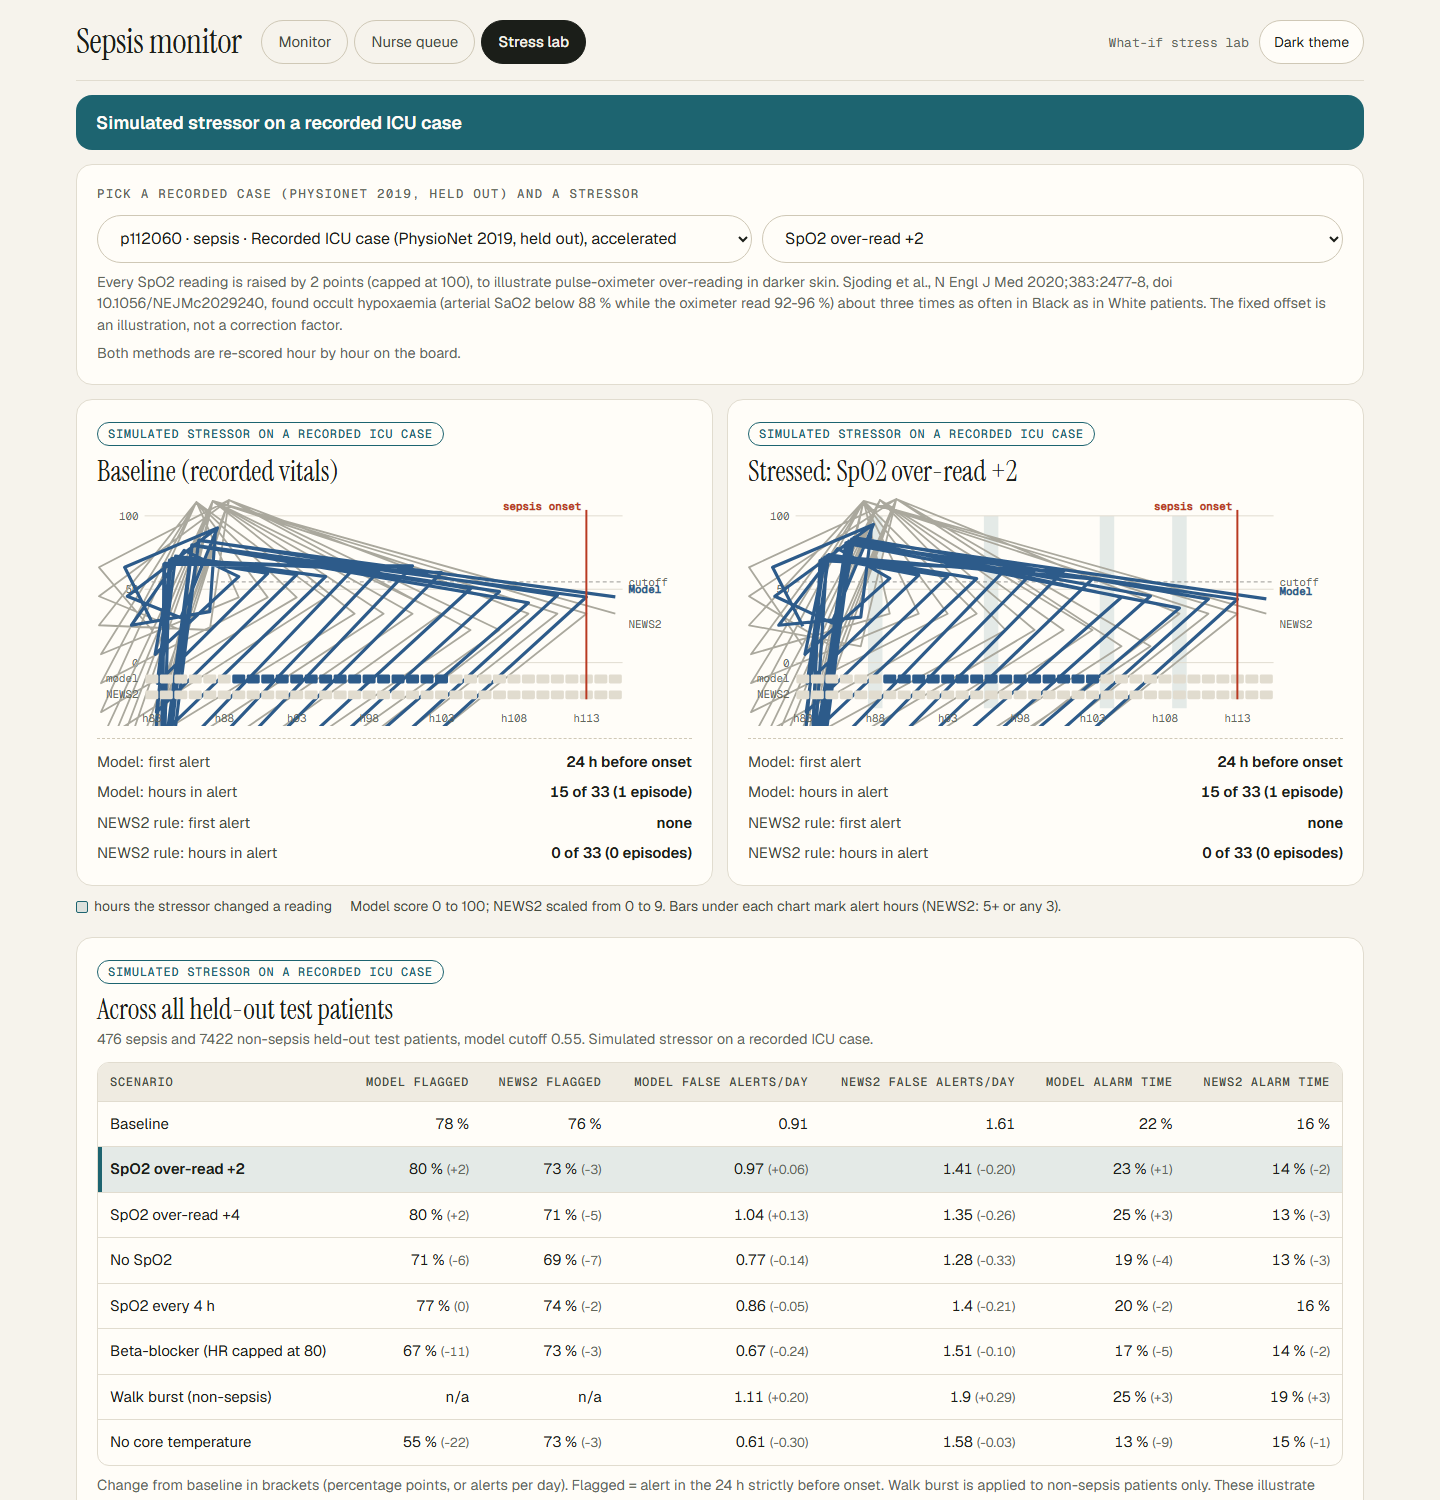 Sepsis monitor
Monitor
Nurse queue
Stress lab
What-if stress lab
Dark theme
Simulated stressor on a recorded ICU case
PICK A RECORDED CASE (PHYSIONET 2019, HELD OUT) AND A STRESSOR
p112060 · sepsis · Recorded ICU case (PhysioNet 2019, held out), accelerated
SpO2 over-read +2
Every SpO2 reading is raised by 2 points (capped at 100), to illustrate pulse-oximeter over-reading in darker skin. Sjoding et al., N Engl J Med 2020;383:2477-8, doi
10.1056/NEJMc2029240, found occult hypoxaemia (arterial SaO2 below 88 % while the oximeter read 92-96 %) about three times as often in Black as in White patients. The fixed offset is
an illustration, not a correction factor.
Both methods are re-scored hour by hour on the board.
SIMULATED STRESSOR ON A RECORDED ICU CASE
Baseline (recorded vitals)
sepsis onset
100
cutoff
Model
NEWS2
0
model
NEWS2
h88
h93
h98
h103
h108
h113
Model: first alert 24 h before onset
Model: hours in alert 15 of 33 (1 episode)
NEWS2 rule: first alert none
NEWS2 rule: hours in alert 0 of 33 (0 episodes)
SIMULATED STRESSOR ON A RECORDED ICU CASE
Stressed: SpO2 over-read +2
sepsis onset
100
cutoff
Model
NEWS2
0
model
NEWS2
h88
h93
h98
h103
h108
h113
Model: first alert 24 h before onset
Model: hours in alert 15 of 33 (1 episode)
NEWS2 rule: first alert none
NEWS2 rule: hours in alert 0 of 33 (0 episodes)
hours the stressor changed a reading Model score 0 to 100; NEWS2 scaled from 0 to 9. Bars under each chart mark alert hours (NEWS2: 5+ or any 3).
SIMULATED STRESSOR ON A RECORDED ICU CASE
Across all held-out test patients
476 sepsis and 7422 non-sepsis held-out test patients, model cutoff 0.55. Simulated stressor on a recorded ICU case.
SCENARIO MODEL FLAGGED NEWS2 FLAGGED MODEL FALSE ALERTS/DAY NEWS2 FALSE ALERTS/DAY MODEL ALARM TIME NEWS2 ALARM TIME
Baseline 78 % 76 % 0.91 1.61 22 % 16 %
SpO2 over-read +2 80 % (+2) 73 % (-3) 0.97 (+0.06) 1.41 (-0.20) 23 % (+1) 14 % (-2)
SpO2 over-read +4 80 % (+2) 71 % (-5) 1.04 (+0.13) 1.35 (-0.26) 25 % (+3) 13 % (-3)
No SpO2 71 % (-6) 69 % (-7) 0.77 (-0.14) 1.28 (-0.33) 19 % (-4) 13 % (-3)
SpO2 every 4 h 77 % (0) 74 % (-2) 0.86 (-0.05) 1.4 (-0.21) 20 % (-2) 16 %
Beta-blocker (HR capped at 80) 67 % (-11) 73 % (-3) 0.67 (-0.24) 1.51 (-0.10) 17 % (-5) 14 % (-2)
Walk burst (non-sepsis) n/a n/a 1.11 (+0.20) 1.9 (+0.29) 25 % (+3) 19 % (+3)
No core temperature 55 % (-22) 73 % (-3) 0.61 (-0.30) 1.58 (-0.03) 13 % (-9) 15 % (-1)
Change from baseline in brackets (percentage points, or alerts per day). Flagged = alert in the 24 h strictly before onset. Walk burst is applied to non-sepsis patients only. These illustrate